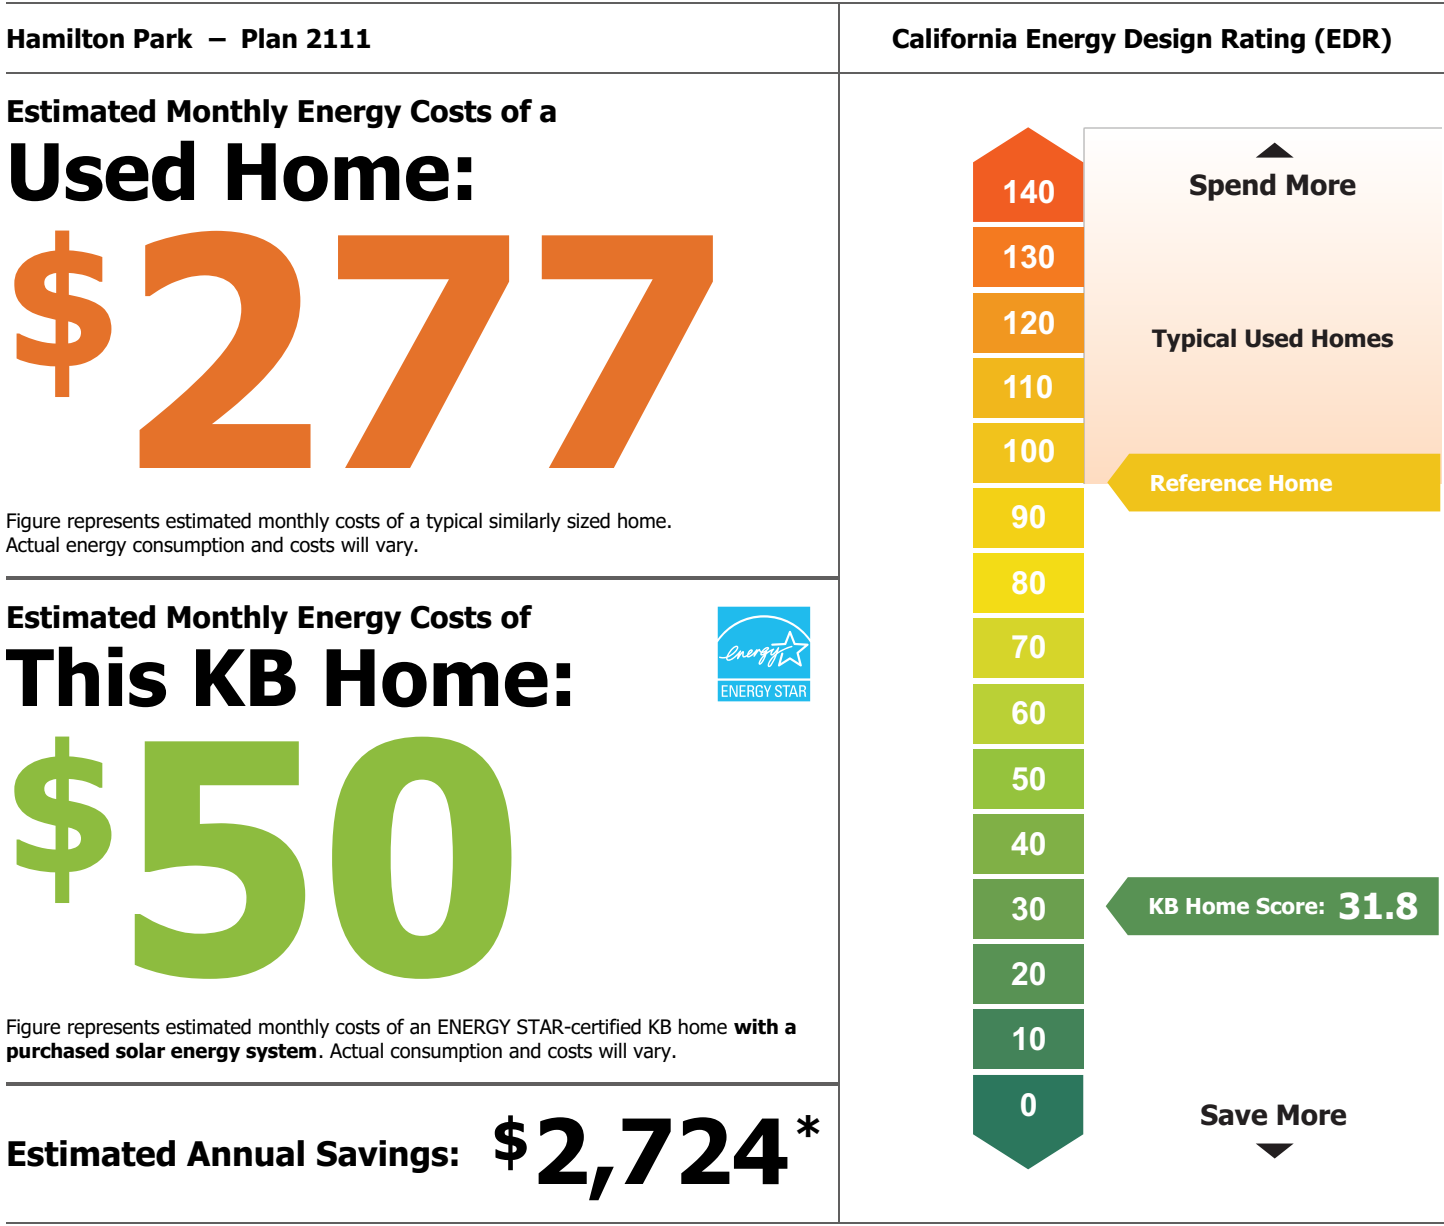 Hamilton Park – Plan 2111
Estimated Monthly Energy Costs of a
Used Home:
$277
Figure represents estimated monthly costs of a typical similarly sized home.
Actual energy consumption and costs will vary.
Estimated Monthly Energy Costs of
This KB Home:
energy
ENERGY STAR
$50
Figure represents estimated monthly costs of an ENERGY STAR-certified KB home with a
purchased solar energy system. Actual consumption and costs will vary.
Estimated Annual Savings: $2,724*
California Energy Design Rating (EDR)
140
130
120
110
100
90
80
70
60
50
40
30
20
10
0
Spend More
Typical Used Homes
Reference Home
KB Home Score: 31.8
Save More